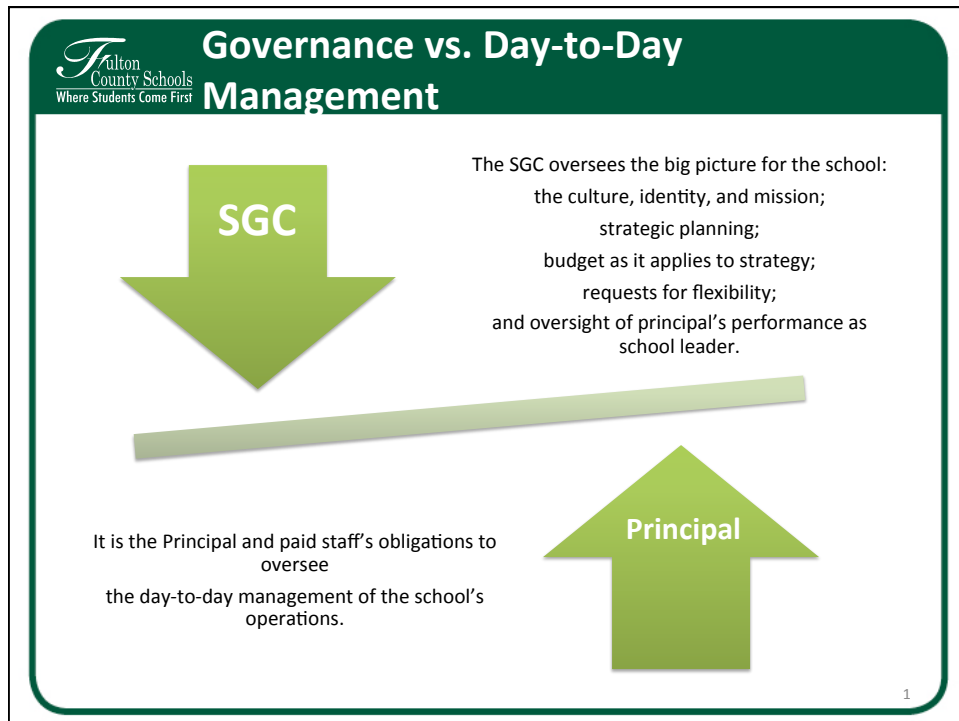 Fulton
County Schools
Where Students Come First
Governance vs. Day-to-Day
Management
SGC
The SGC oversees the big picture for the school:
the culture, identity, and mission;
strategic planning;
budget as it applies to strategy;
requests for flexibility;
and oversight of principal’s performance as
school leader.
Principal
It is the Principal and paid staff’s obligations to
oversee
the day-to-day management of the school’s
operations.
1